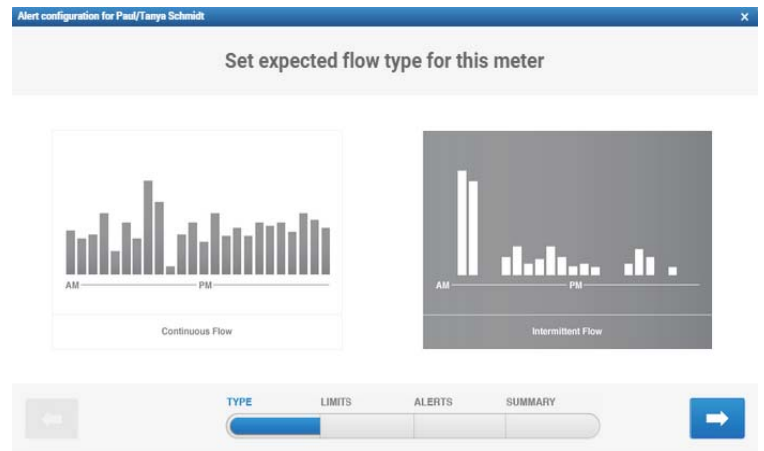 Alert configuration for Paul/Tanya Schmidt X
Set expected flow type for this meter
AM PM
Continuous Flow
AM PM
Intermittent Flow
TYPE LIMITS ALERTS SUMMARY